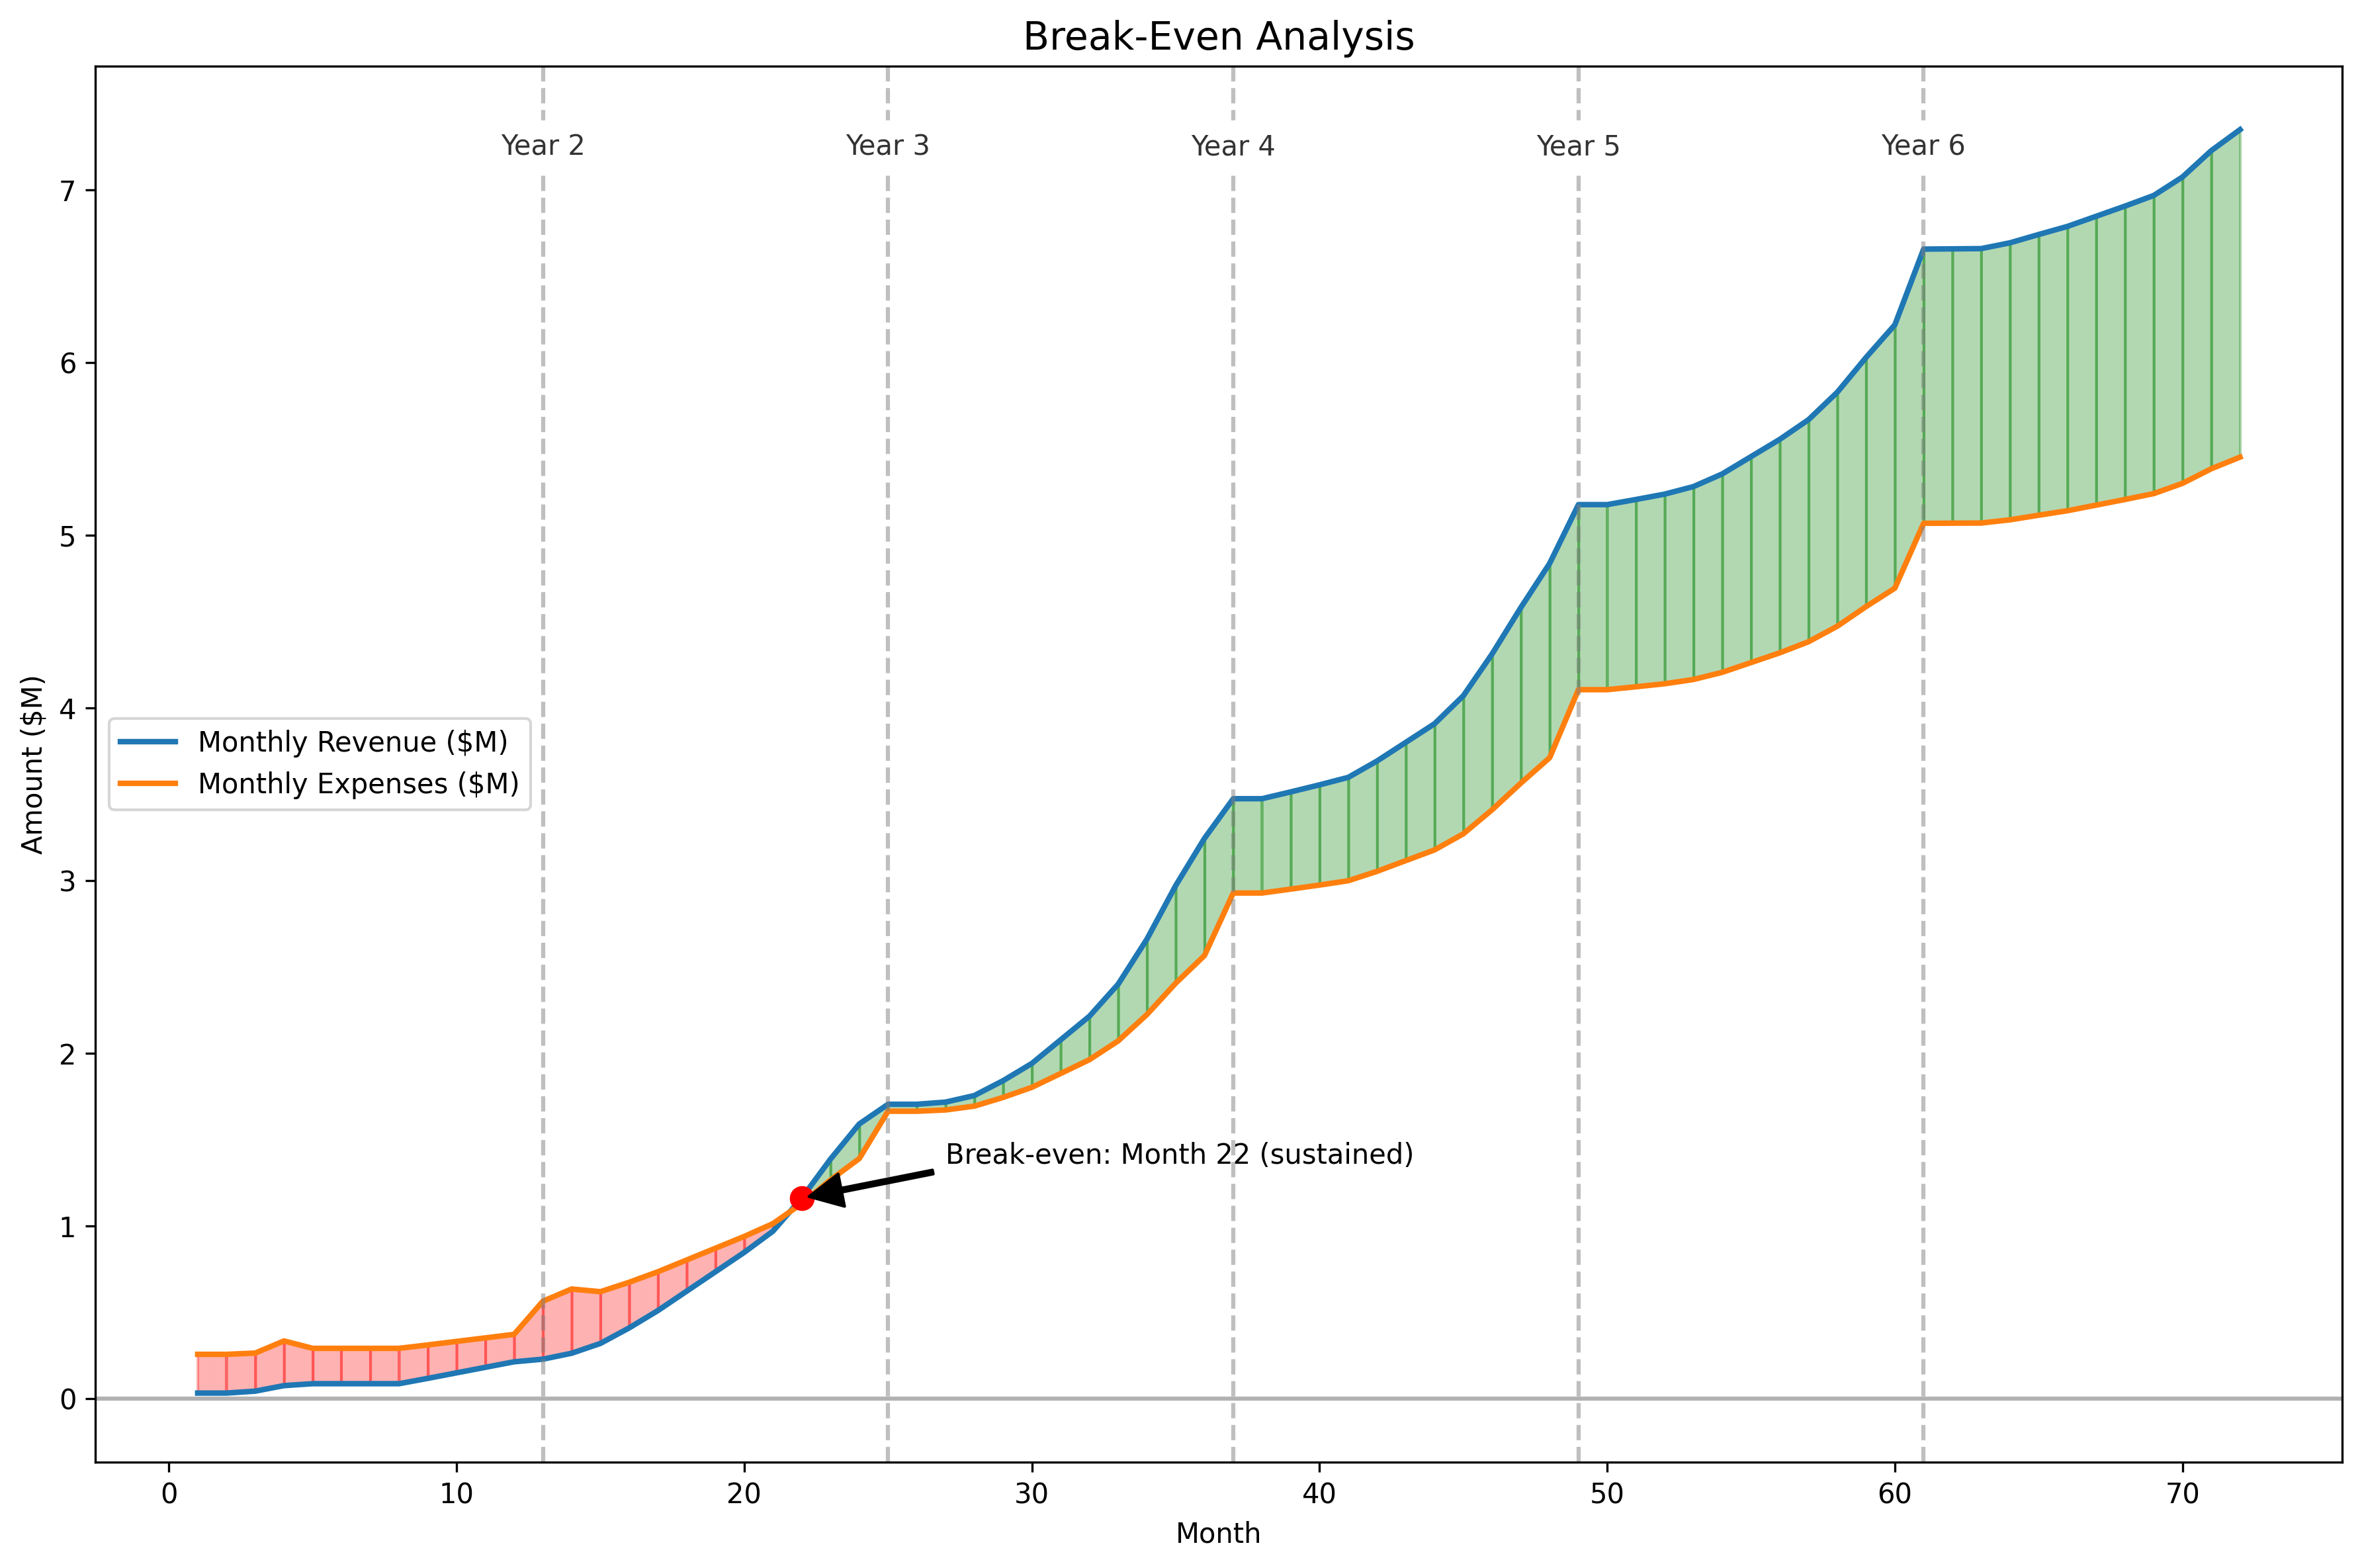 Break-Even Analysis
Year 2
Year 3
Year 4
Year 5
Year 6
7
6
5
4
3
2
1
0
Amount ($M)
Monthly Revenue ($M)
Monthly Expenses ($M)
Break-even: Month 22 (sustained)
0
10
20
30
40
50
60
70
Month